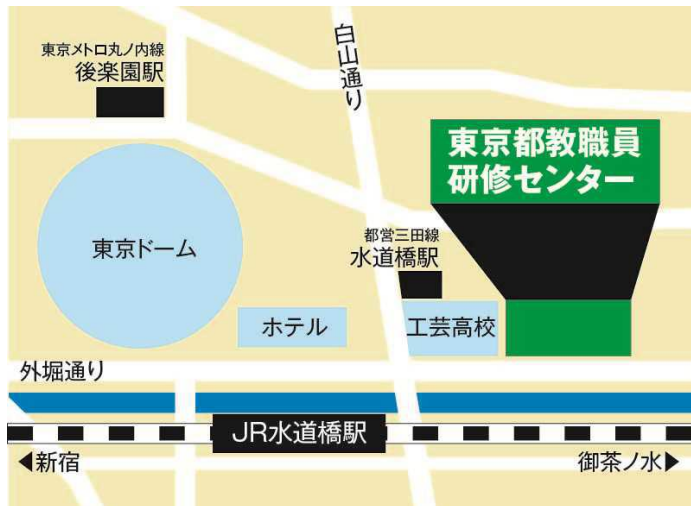 東京メトロ丸ノ内線
後楽園駅
白山通り
東京都教職員
研修センター
東京ドーム
都営三田線
水道橋駅
ホテル
工芸高校
外堀通り
JR水道橋駅
◀新宿
御茶ノ水▶